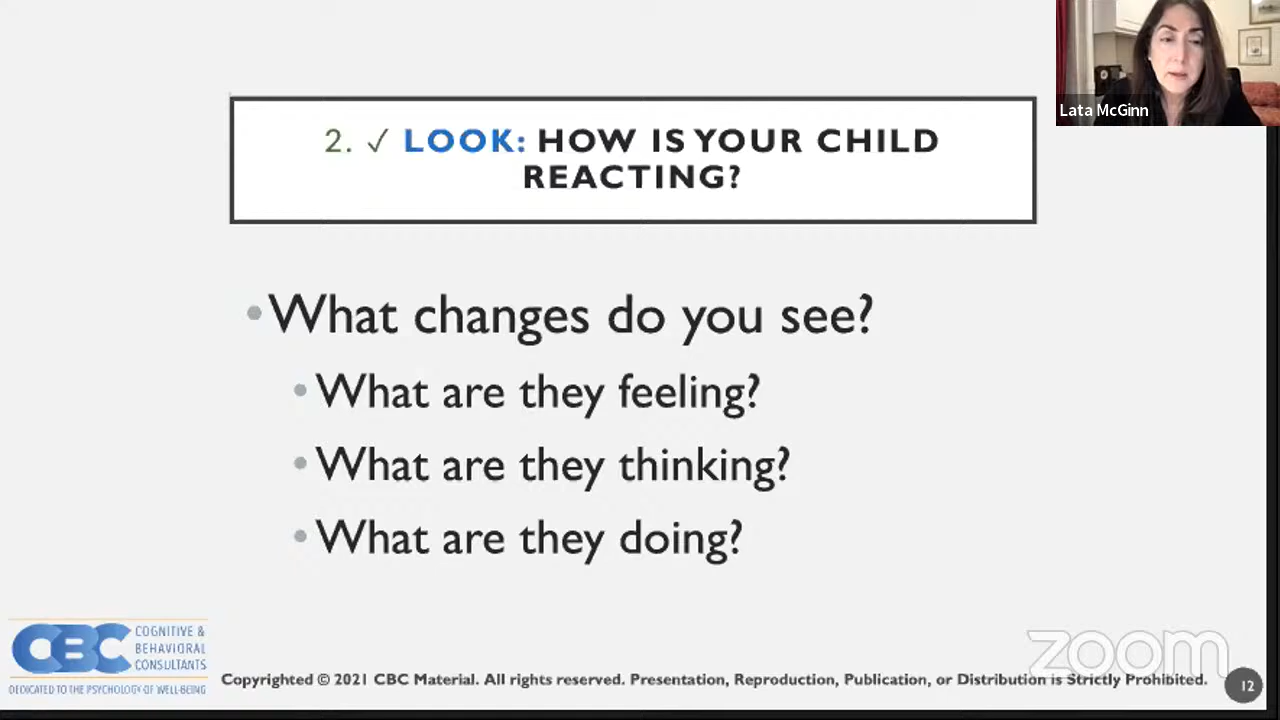 Lata McGinn
2. ✓ LOOK: HOW IS YOUR CHILD
REACTING?
•What changes do you see?
•What are they feeling?
•What are they thinking?
•What are they doing?
CBC
COGNITIVE &
BEHAVIORAL
CONSULTANTS
DEDICATED TO THE PSYCHOLOGY OF WELL-BEING
Copyrighted © 2021 CBC Material. All rights reserved. Presentation, Reproduction, Publication, or Distribution is Strictly Prohibited.
zoom
12